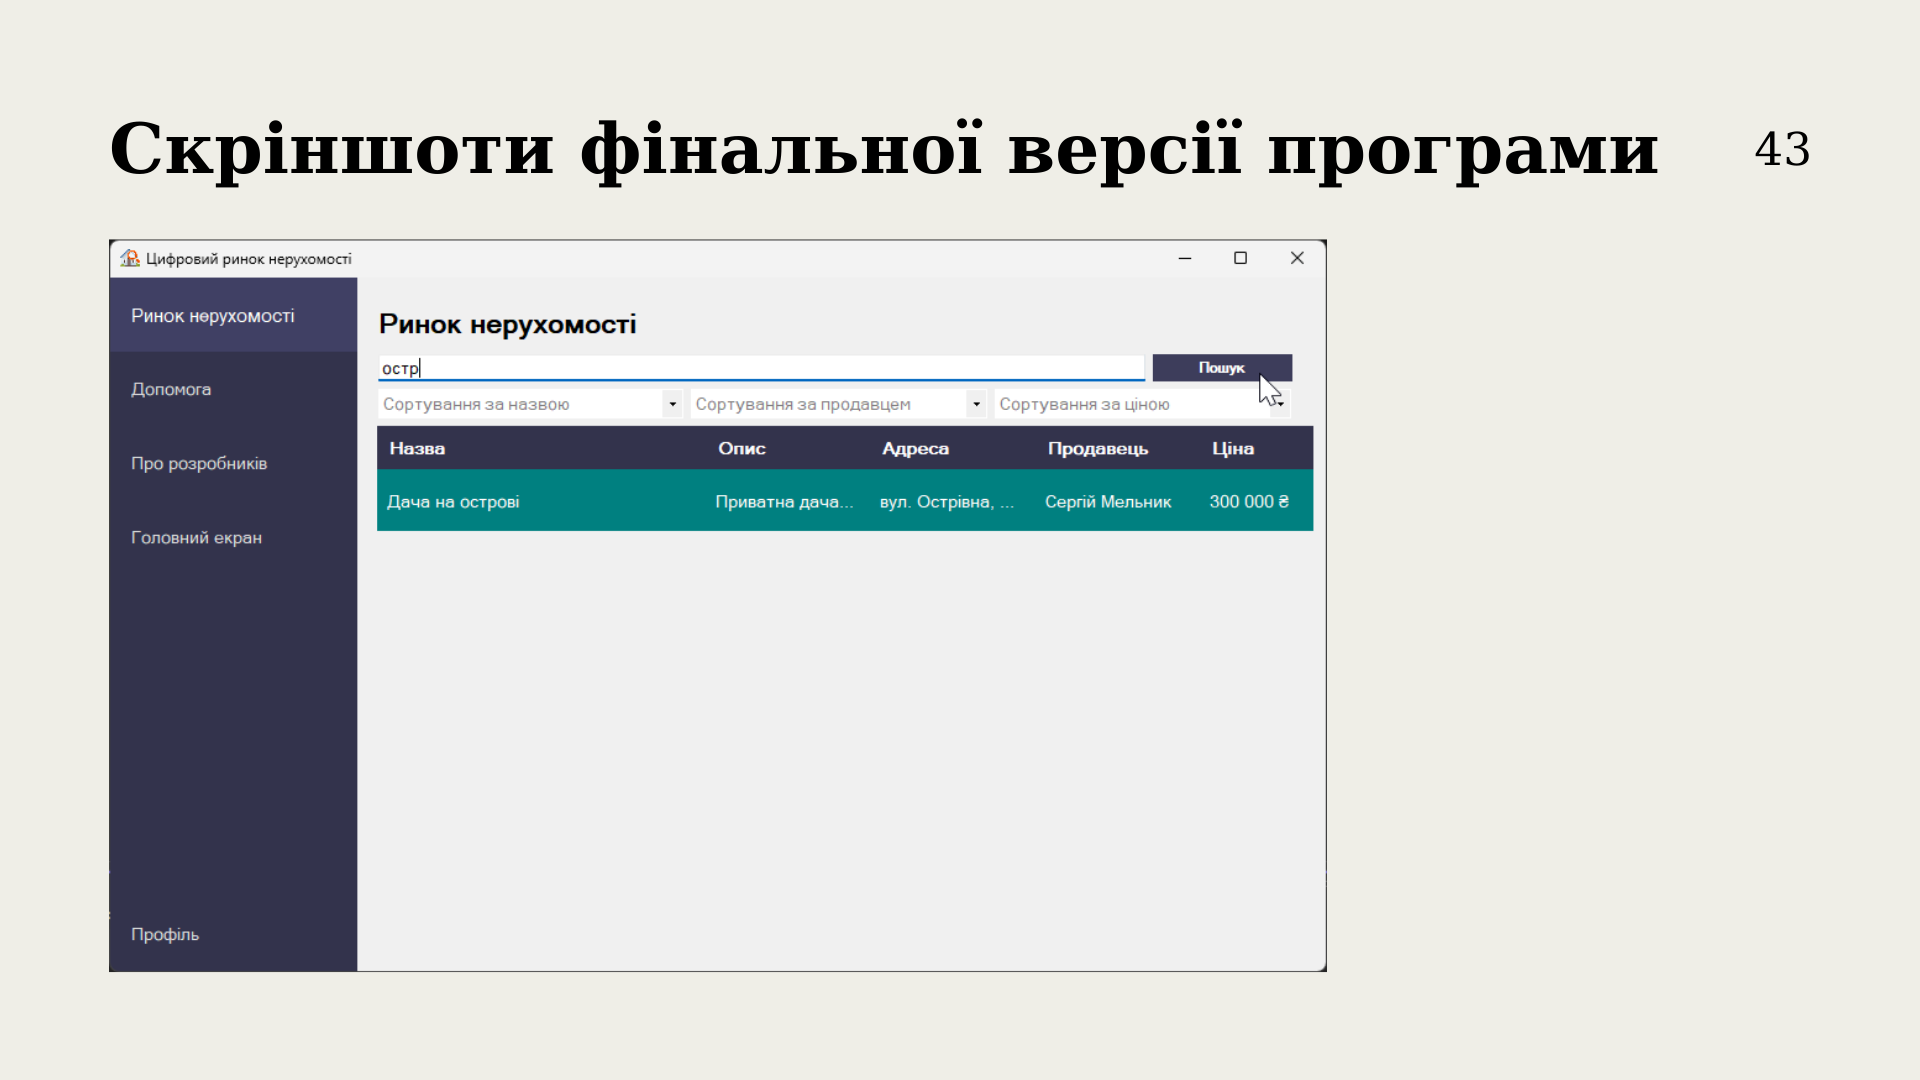 Скріншоти фінальної версії програми
43
Цифровий ринок нерухомості
Ринок нерухомості
Допомога
Про розробників
Головний екран
Профіль
Ринок нерухомості
остр
Пошук
Сортування за назвою Сортування за продавцем Сортування за ціною
Назва Опис Адреса Продавець Ціна
Дача на острові Приватна дача... вул. Острівна, ... Сергій Мельник 300 000 ₴